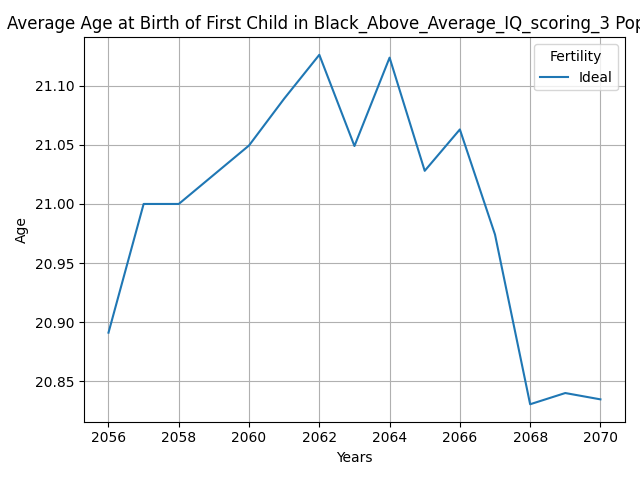 Average Age at Birth of First Child in Black_Above_Average_IQ_scoring_3 Pop
Fertility
Ideal
21.10
21.05
21.00
20.95
20.90
20.85
Age
2056 2058 2060 2062 2064 2066 2068 2070
Years